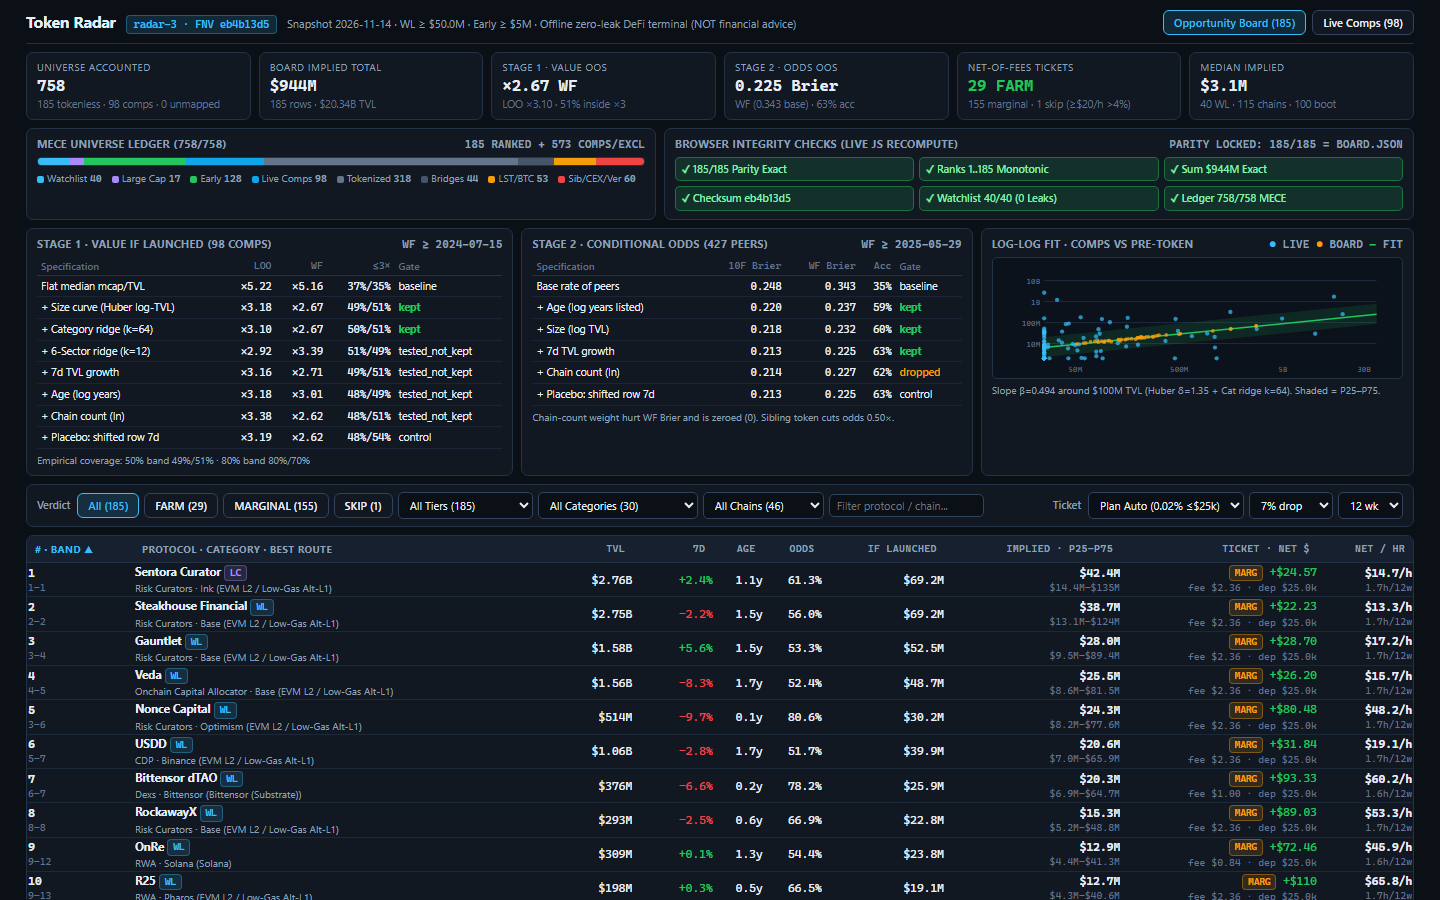 Token Radar radar-3 · FNV eb4b13d5 Snapshot 2026-11-14 · WL ≥ $50.0M · Early ≥ $5M · Offline zero-leak DeFi terminal (NOT financial advice) Opportunity Board (185) Live Comps (98)
UNIVERSE ACCOUNTED
758
185 tokenless · 98 comps · 0 unmapped
BOARD IMPLIED TOTAL
$944M
185 rows · $20.34B TVL
STAGE 1 · VALUE OOS
×2.67 WF
LOO ×3.10 · 51% inside ×3
STAGE 2 · ODDS OOS
0.225 Brier
WF (0.343 base) · 63% acc
NET-OF-FEES TICKETS
29 FARM
155 marginal · 1 skip (≥$20/h >4%)
MEDIAN IMPLIED
$3.1M
40 WL · 115 chains · 100 boot
MECE UNIVERSE LEDGER (758/758) 185 RANKED + 573 COMPS/EXCL
Watchlist 40 Large Cap 17 Early 128 Live Comps 98 Tokenized 318 Bridges 44 LST/BTC 53 Sib/CEX/Ver 60
BROWSER INTEGRITY CHECKS (LIVE JS RECOMPUTE) PARITY LOCKED: 185/185 = BOARD.JSON
✓ 185/185 Parity Exact ✓ Ranks 1..185 Monotonic ✓ Sum $944M Exact
✓ Checksum eb4b13d5 ✓ Watchlist 40/40 (0 Leaks) ✓ Ledger 758/758 MECE
STAGE 1 · VALUE IF LAUNCHED (98 COMPS) WF ≥ 2024-07-15
Specification LOO WF ≤3× Gate
Flat median mcap/TVL ×5.22 ×5.16 37%/35% baseline
+ Size curve (Huber log-TVL) ×3.18 ×2.67 49%/51% kept
+ Category ridge (k=64) ×3.10 ×2.67 50%/51% kept
+ 6-Sector ridge (k=12) ×2.92 ×3.39 51%/49% tested_not_kept
+ 7d TVL growth ×3.16 ×2.71 49%/51% tested_not_kept
+ Age (log years) ×3.18 ×3.01 48%/49% tested_not_kept
+ Chain count (ln) ×3.38 ×2.62 48%/51% tested_not_kept
+ Placebo: shifted row 7d ×3.19 ×2.62 48%/54% control
Empirical coverage: 50% band 49%/51% · 80% band 80%/70%
STAGE 2 · CONDITIONAL ODDS (427 PEERS) WF ≥ 2025-05-29
Specification 10F Brier WF Brier Acc Gate
Base rate of peers 0.248 0.343 35% baseline
+ Age (log years listed) 0.220 0.237 59% kept
+ Size (log TVL) 0.218 0.232 60% kept
+ 7d TVL growth 0.213 0.225 63% kept
+ Chain count (ln) 0.214 0.227 62% dropped
+ Placebo: shifted row 7d 0.213 0.225 63% control
Chain-count weight hurt WF Brier and is zeroed (0). Sibling token cuts odds 0.50×.
LOG-LOG FIT · COMPS VS PRE-TOKEN LIVE BOARD — FIT
10B
1B
100M
10M
50M 500M 5B 30B
Slope β=0.494 around $100M TVL (Huber δ=1.35 + Cat ridge k=64). Shaded = P25–P75.
Verdict All (185) FARM (29) MARGINAL (155) SKIP (1) All Tiers (185) All Categories (30) All Chains (46) Filter protocol / chain... Ticket Plan Auto (0.02% ≤$25k) 7% drop 12 wk
# · BAND ▲ PROTOCOL · CATEGORY · BEST ROUTE TVL 7D AGE ODDS IF LAUNCHED IMPLIED · P25–P75 TICKET · NET $ NET / HR
1 Sentora Curator LC $2.76B +2.4% 1.1y 61.3% $69.2M $42.4M MARG +$24.57 $14.7/h
1–1 Risk Curators · Ink (EVM L2 / Low-Gas Alt-L1) $14.4M–$135M fee $2.36 · dep $25.0k 1.7h/12w
2 Steakhouse Financial WL $2.75B −2.2% 1.5y 56.0% $69.2M $38.7M MARG +$22.23 $13.3/h
2–2 Risk Curators · Base (EVM L2 / Low-Gas Alt-L1) $13.1M–$124M fee $2.36 · dep $25.0k 1.7h/12w
3 Gauntlet WL $1.58B +5.6% 1.5y 53.3% $52.5M $28.0M MARG +$28.70 $17.2/h
3–4 Risk Curators · Base (EVM L2 / Low-Gas Alt-L1) $9.5M–$89.4M fee $2.36 · dep $25.0k 1.7h/12w
4 Veda WL $1.56B −8.3% 1.7y 52.4% $48.7M $25.5M MARG +$26.20 $15.7/h
4–5 Onchain Capital Allocator · Base (EVM L2 / Low-Gas Alt-L1) $8.6M–$81.5M fee $2.36 · dep $25.0k 1.7h/12w
5 Nonce Capital WL $514M −9.7% 0.1y 80.6% $30.2M $24.3M MARG +$80.48 $48.2/h
3–6 Risk Curators · Optimism (EVM L2 / Low-Gas Alt-L1) $8.2M–$77.6M fee $2.36 · dep $25.0k 1.7h/12w
6 USDD WL $1.06B −2.8% 1.7y 51.7% $39.9M $20.6M MARG +$31.84 $19.1/h
5–7 CDP · Binance (EVM L2 / Low-Gas Alt-L1) $7.0M–$65.9M fee $2.36 · dep $25.0k 1.7h/12w
7 Bittensor dTAO WL $376M −6.6% 0.2y 78.2% $25.9M $20.3M MARG +$93.33 $60.2/h
6–7 Dexs · Bittensor (Bittensor (Substrate)) $6.9M–$64.7M fee $1.00 · dep $25.0k 1.6h/12w
8 RockawayX WL $293M −2.5% 0.6y 66.9% $22.8M $15.3M MARG +$89.03 $53.3/h
8–8 Risk Curators · Base (EVM L2 / Low-Gas Alt-L1) $5.2M–$48.8M fee $2.36 · dep $25.0k 1.7h/12w
9 OnRe WL $309M +0.1% 1.3y 54.4% $23.8M $12.9M MARG +$72.46 $45.9/h
9–12 RWA · Solana (Solana) $4.4M–$41.3M fee $0.84 · dep $25.0k 1.6h/12w
10 R25 WL $198M +0.3% 0.5y 66.5% $19.1M $12.7M MARG +$110 $65.8/h
9–13 RWA · Pharos (EVM L2 / Low-Gas Alt-L1) $4.3M–$40.6M fee $2.36 · dep $25.0k 1.7h/12w